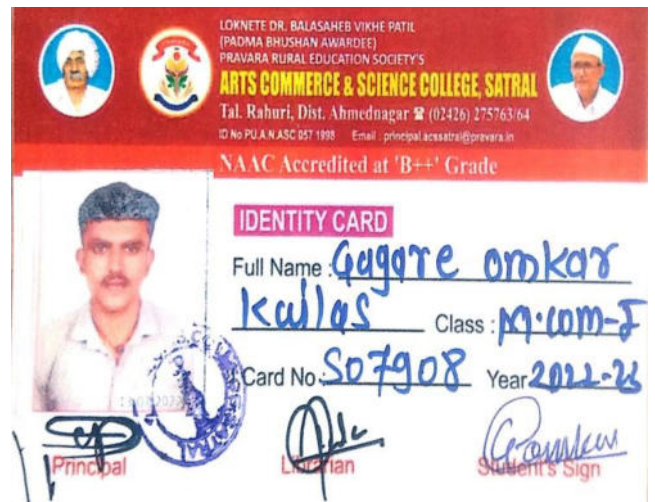 LOKNETE DR. BALASAHEB VIKHE PATIL
(PADMA BHUSHAN AWARDEE)
PRAVARA RURAL EDUCATION SOCIETY'S
ARTS COMMERCE & SCIENCE COLLEGE, SATRAL
Tal. Rahuri, Dist. Ahmednagar ☎ (02426) 275763/64
ID No PU.A.N.ASC 057 1998 Email : principal.acssatral@pravara.in
NAAC Accredited at 'B++' Grade
IDENTITY CARD
Full Name : Gagare omkar
Kailas Class : M.com-I
Card No. S07908 Year 2022-23
Principal Librarian Student's Sign